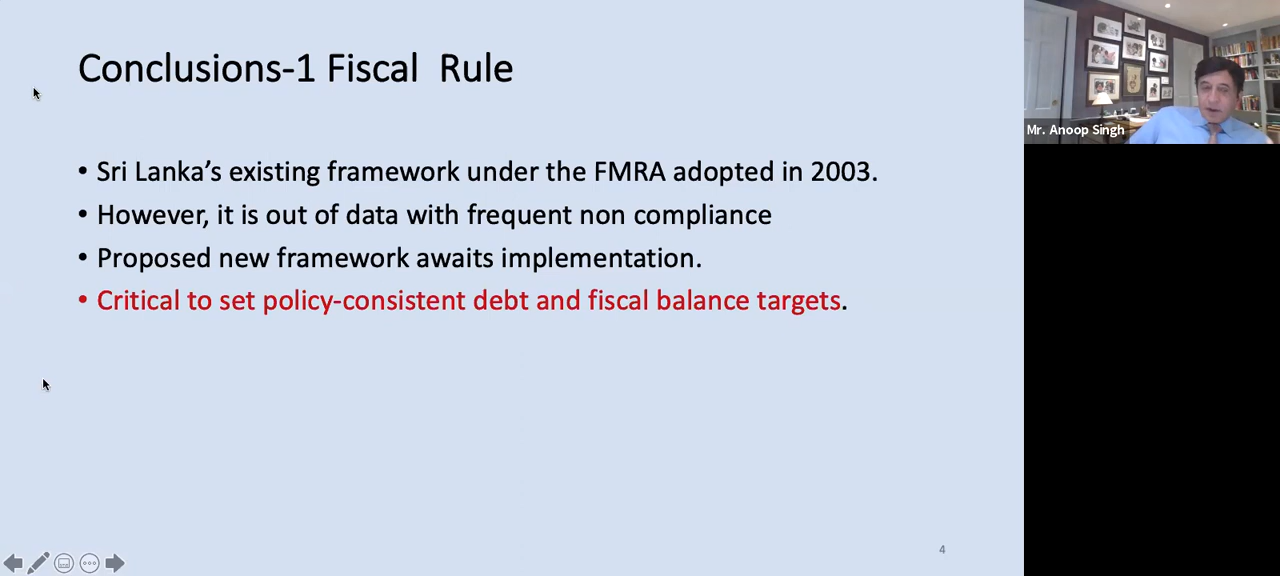 Conclusions-1 Fiscal Rule
• Sri Lanka’s existing framework under the FMRA adopted in 2003.
• However, it is out of data with frequent non compliance
• Proposed new framework awaits implementation.
• Critical to set policy-consistent debt and fiscal balance targets.
4
Mr. Anoop Singh